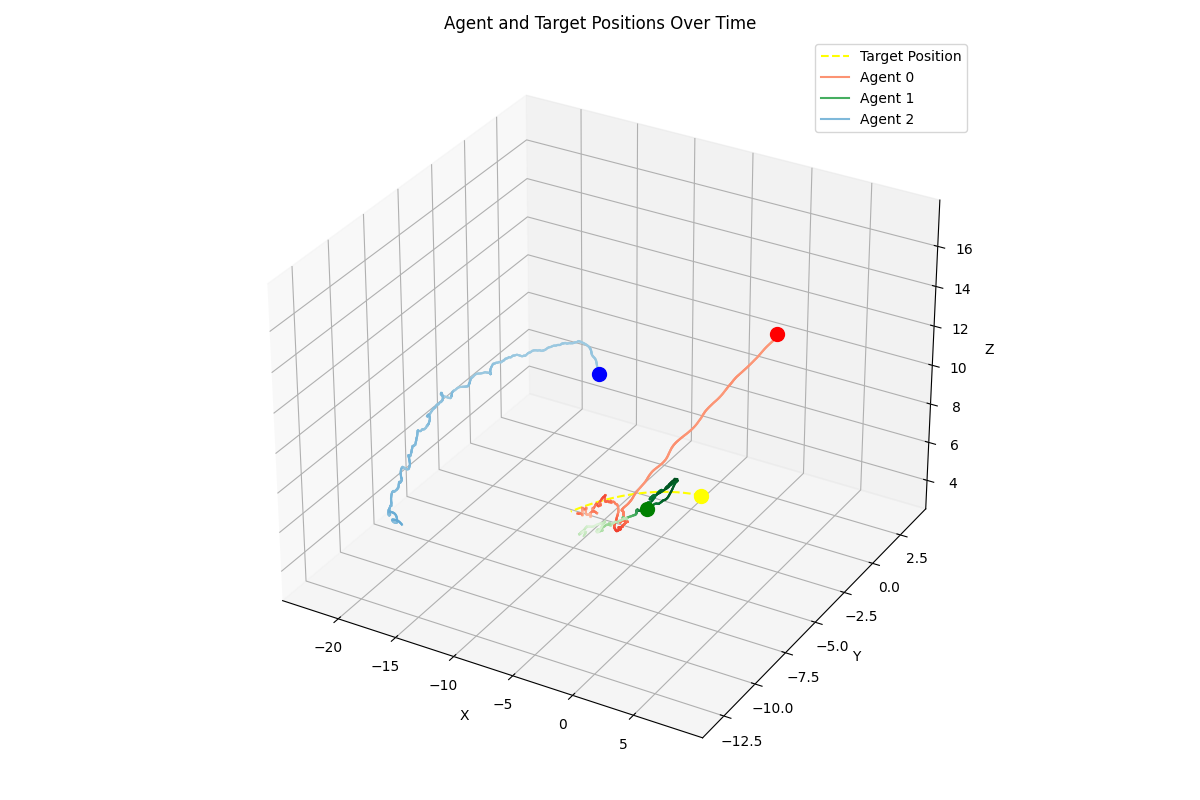 Agent and Target Positions Over Time
Target Position
Agent 0
Agent 1
Agent 2
16
14
12
10
8
6
4
Z
2.5
0.0
−2.5
−5.0
−7.5
−10.0
−12.5
Y
−20
−15
−10
−5
0
5
X